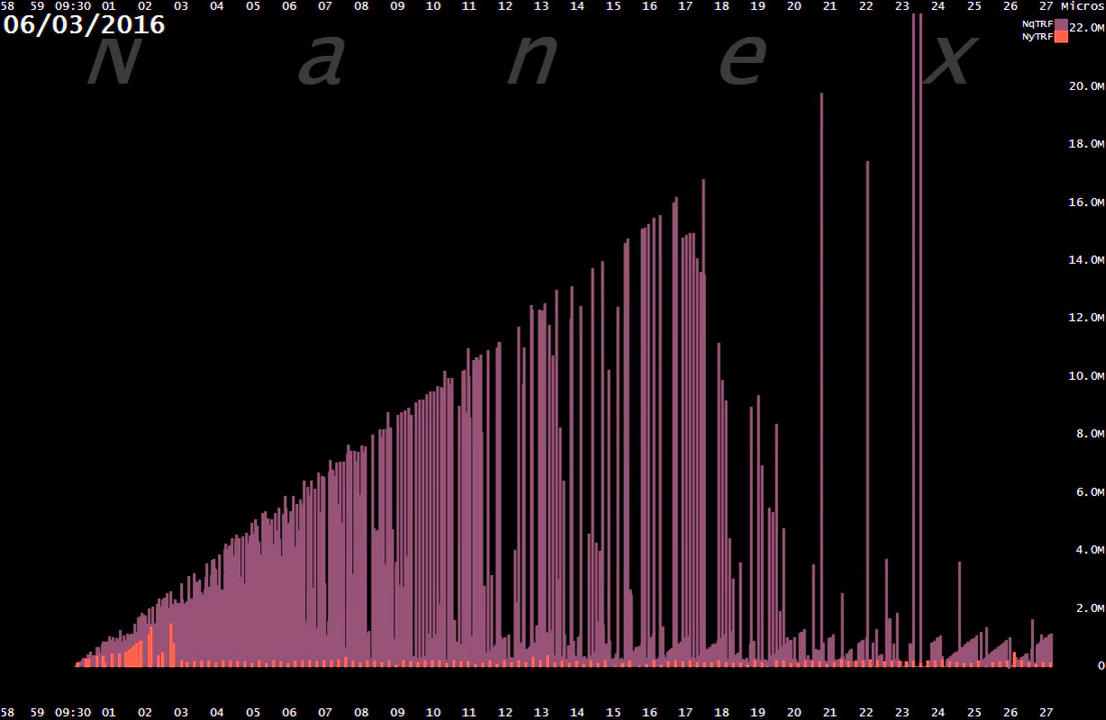 58 59 09:30 01 02 03 04 05 06 07 08 09 10 11 12 13 14 15 16 17 18 19 20 21 22 23 24 25 26 27 Micros
06/03/2016
N a n e x
NqTRF
NyTRF
22.0M
20.0M
18.0M
16.0M
14.0M
12.0M
10.0M
8.0M
6.0M
4.0M
2.0M
0
58 59 09:30 01 02 03 04 05 06 07 08 09 10 11 12 13 14 15 16 17 18 19 20 21 22 23 24 25 26 27